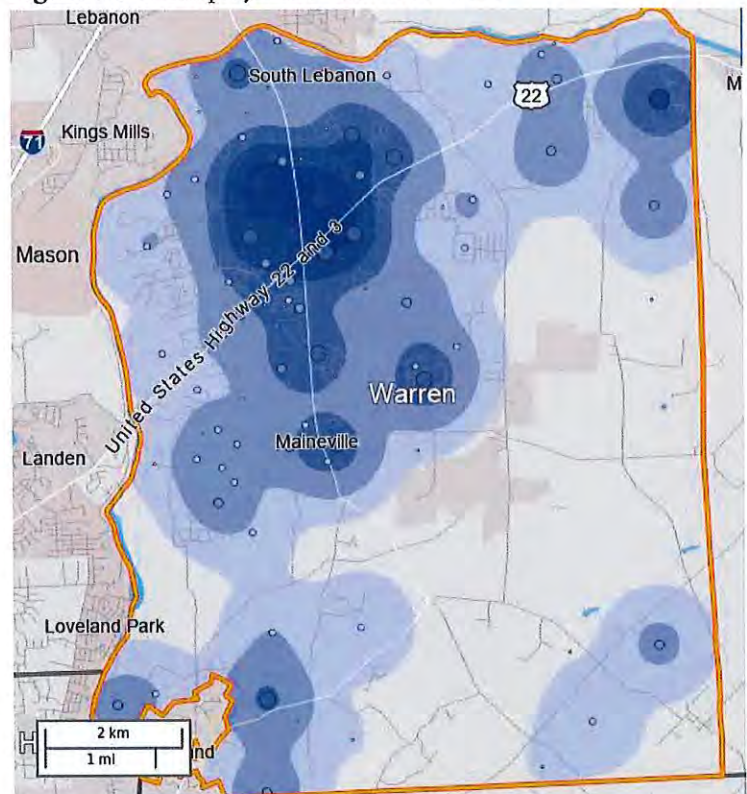 Lebanon
South Lebanon
22
M
71
Kings Mills
Mason
United States Highway 22 and 3
Warren
Maineville
Landen
Loveland Park
H
2 km
1 mi
nd